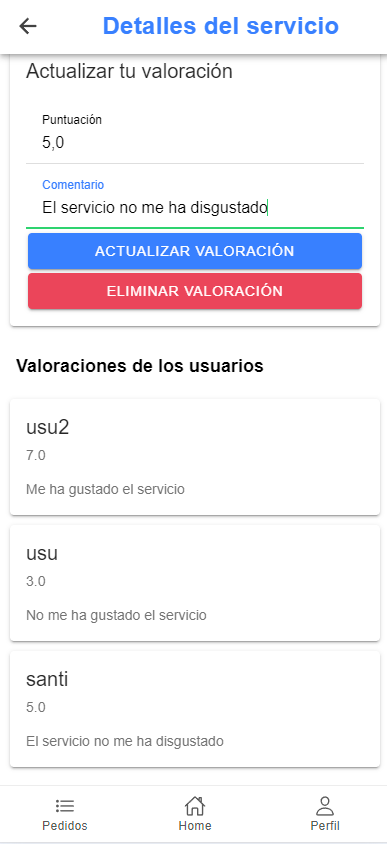 Detalles del servicio
Actualizar tu valoración
Puntuación
5,0
Comentario
El servicio no me ha disgustado
ACTUALIZAR VALORACIÓN
ELIMINAR VALORACIÓN
Valoraciones de los usuarios
usu2
7.0
Me ha gustado el servicio
usu
3.0
No me ha gustado el servicio
santi
5.0
El servicio no me ha disgustado
Pedidos Home Perfil